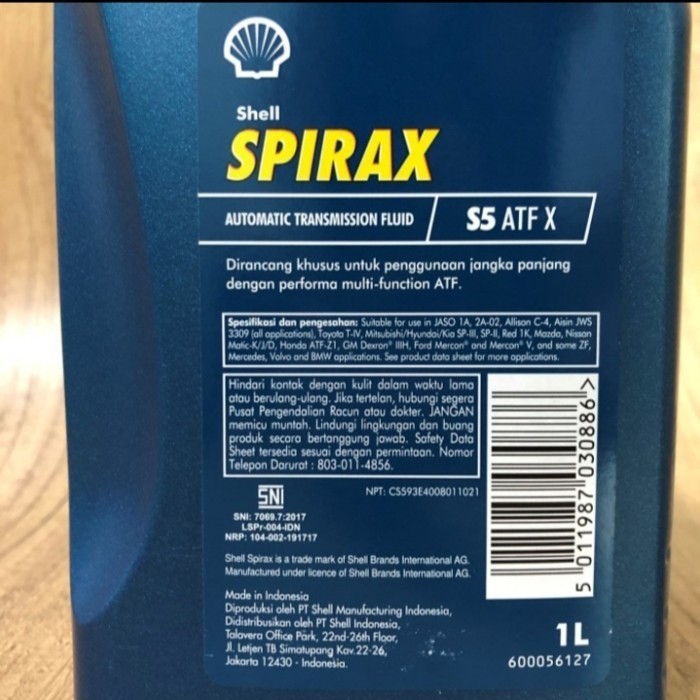 Shell
SPIRAX
AUTOMATIC TRANSMISSION FLUID
S5 ATF X
Dirancang khusus untuk penggunaan jangka panjang
dengan performa multi-function ATF.
Spesifikasi dan pengesahan: Suitable for use in JASO 1A, 2A-02, Allison C-4, Aisin JWS
3309 (all applications), Toyota T-IV, Mitsubishi/Hyundai/Kia SP-III, SP-II, Red 1K, Mazda, Nissan
Matic-K/J/D, Honda ATF-Z1, GM Dexron® IIIH, Ford Mercon® and Mercon® V, and some ZF,
Mercedes, Volvo and BMW applications. See product data sheet for more applications.
Hindari kontak dengan kulit dalam waktu lama
atau berulang-ulang. Jika tertelan, hubungi segera
Pusat Pengendalian Racun atau dokter. JANGAN
memicu muntah. Lindungi lingkungan dan buang
produk secara bertanggung jawab. Safety Data
Sheet tersedia sesuai dengan permintaan. Nomor
Telepon Darurat : 803-011-4856.
SNI
NPT: CS593E4008011021
SNI: 7069.7:2017
LSPr-004-IDN
NRP: 104-002-191717
Shell Spirax is a trade mark of Shell Brands International AG.
Manufactured under licence of Shell Brands International AG.
Made in Indonesia
Diproduksi oleh PT Shell Manufacturing Indonesia,
Didistribusikan oleh PT Shell Indonesia,
Talavera Office Park, 22nd-26th Floor,
Jl. Letjen TB Simatupang Kav.22-26,
Jakarta 12430 - Indonesia.
5 011987 030886 >
1L
600056127